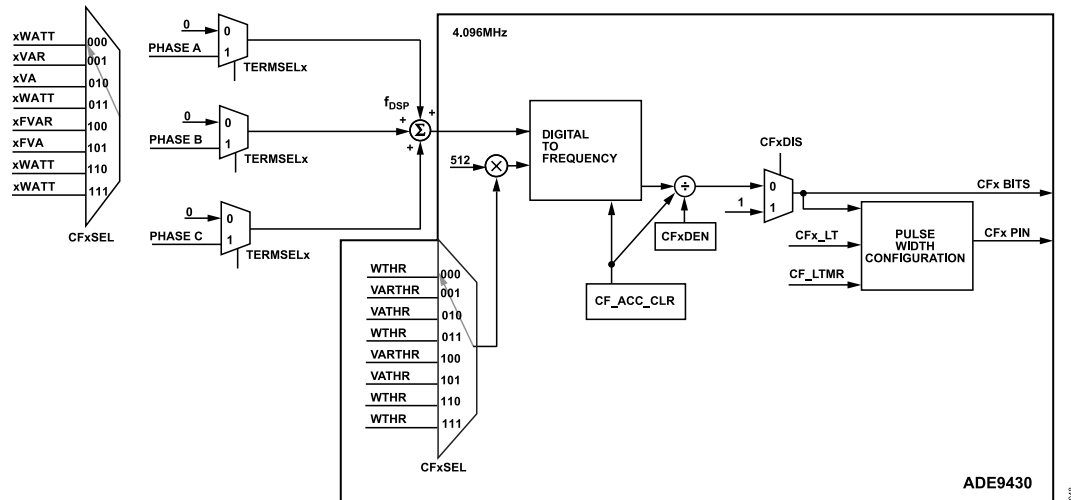 xWATT 000
xVAR 001
xVA 010
xWATT 011
xFVAR 100
xFVA 101
xWATT 110
xWATT 111
CFxSEL
0 0
PHASE A 1
TERMSELx
0 0
PHASE B 1
TERMSELx
0 0
PHASE C 1
TERMSELx
fDSP
+
+
+
+
Σ
4.096MHz
512
×
DIGITAL
TO
FREQUENCY
÷
CFxDEN
CF_ACC_CLR
CFxDIS
0
1 1
CFx BITS
CFx_LT
CF_LTMR
PULSE
WIDTH
CONFIGURATION
CFx PIN
WTHR 000
VARTHR 001
VATHR 010
WTHR 011
VARTHR 100
VATHR 101
WTHR 110
WTHR 111
CFxSEL
ADE9430